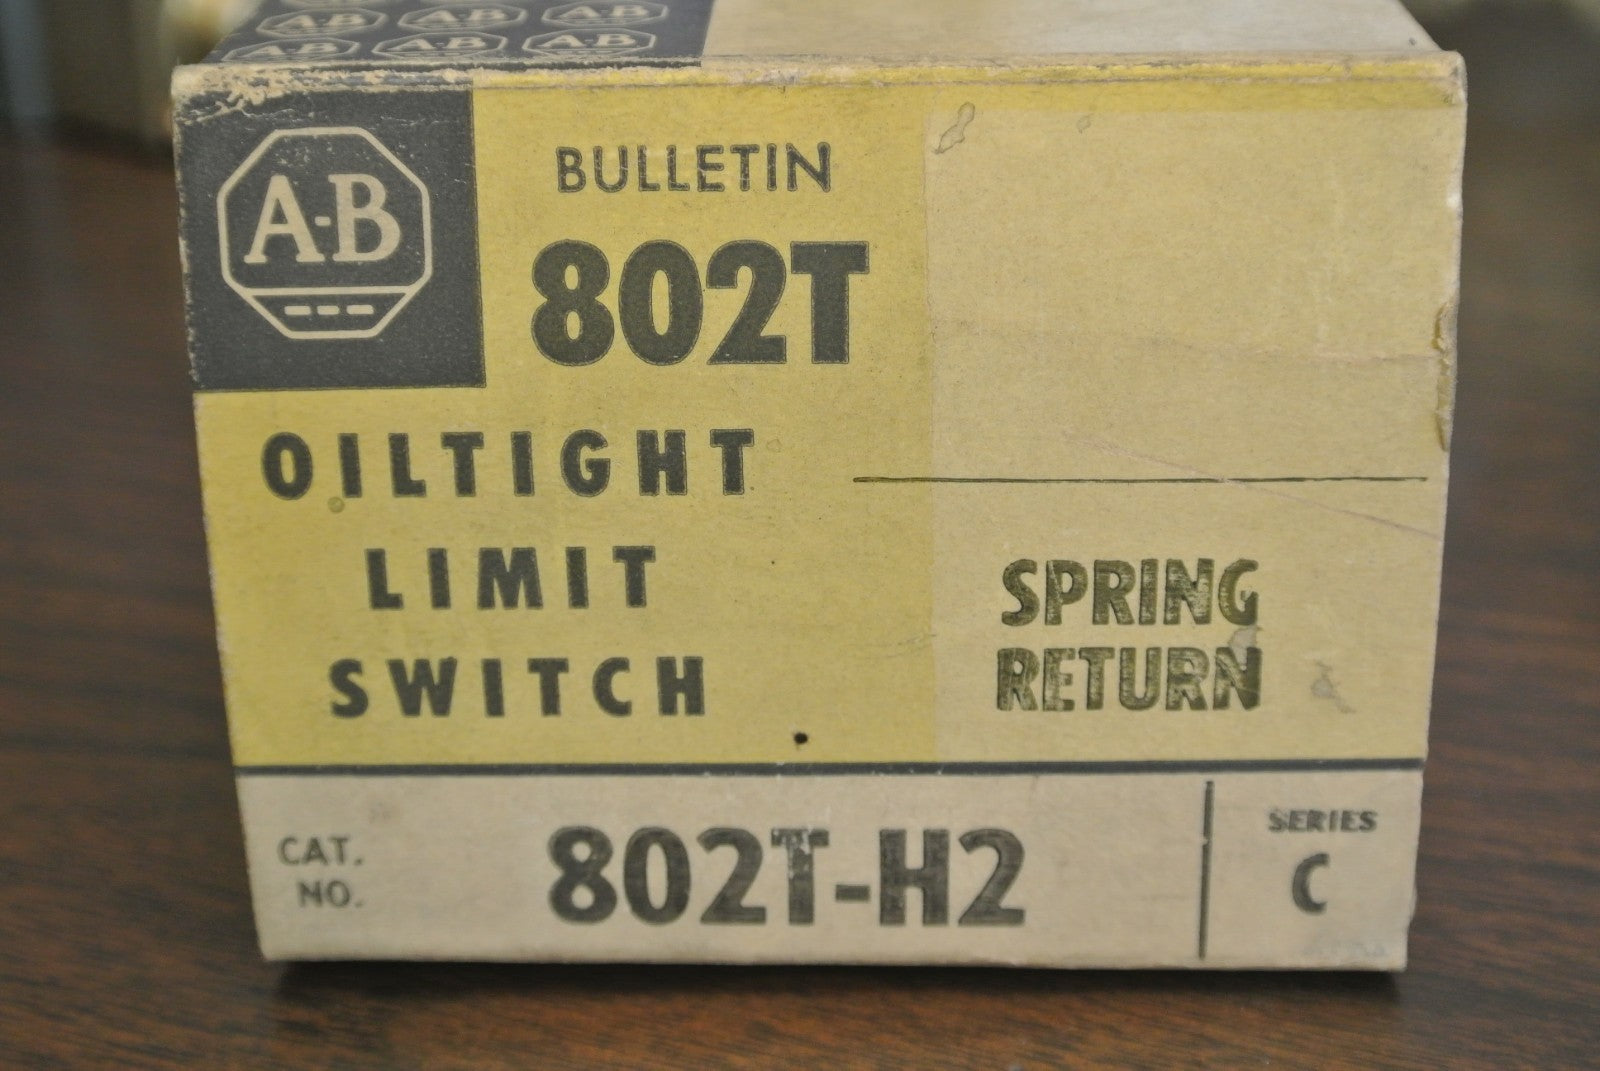 A-B A-B A-B
A-B A-B A-B
A-B
BULLETIN
802T
OILTIGHT
LIMIT
SWITCH
SPRING
RETURN
CAT.
NO.
802T-H2
SERIES
C